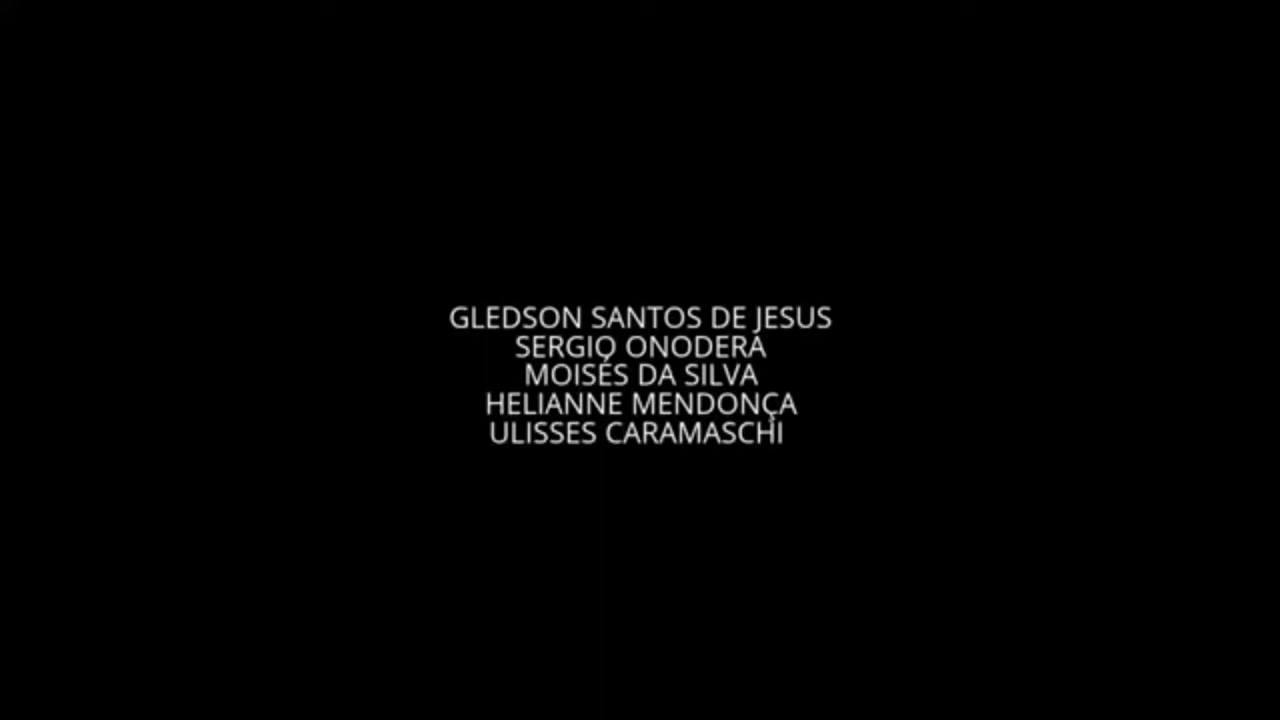 GLEDSON SANTOS DE JESUS
SERGIO ONODERA
MOISÉS DA SILVA
HELIANNE MENDONÇA
ULISSES CARAMASCHI